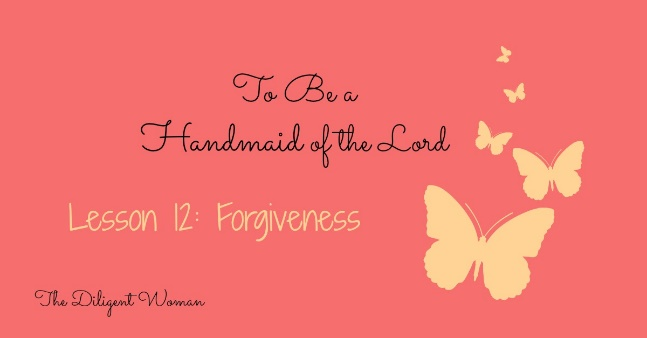 To Be a
Handmaid of the Lord
Lesson 12: Forgiveness
The Diligent Woman